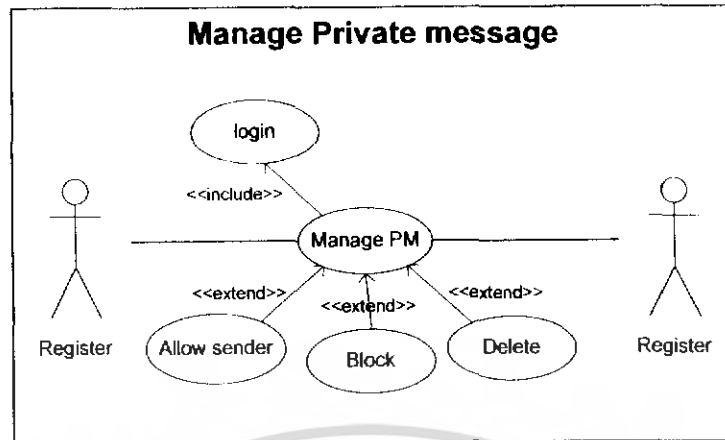 Manage Private message
login
<<include>>
Manage PM
<<extend>>
<<extend>>
<<extend>>
Register
Allow sender
Block
Delete
Register